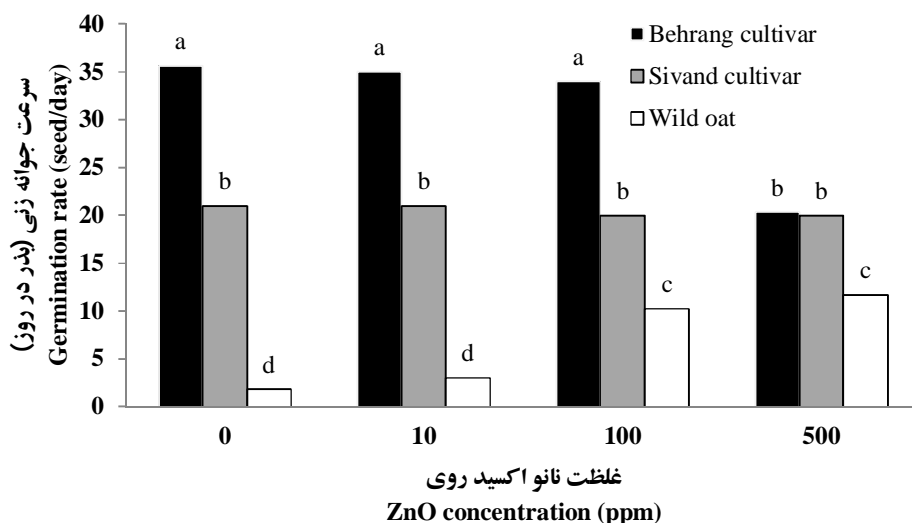 سرعت جوانه زنی (بذر در روز)
Germination rate (seed/day)
40
35
30
25
20
15
10
5
0
a
b
d
a
b
d
a
b
c
b
b
c
Behrang cultivar
Sivand cultivar
Wild oat
0
10
100
500
غلظت نانو اکسید روی
ZnO concentration (ppm)